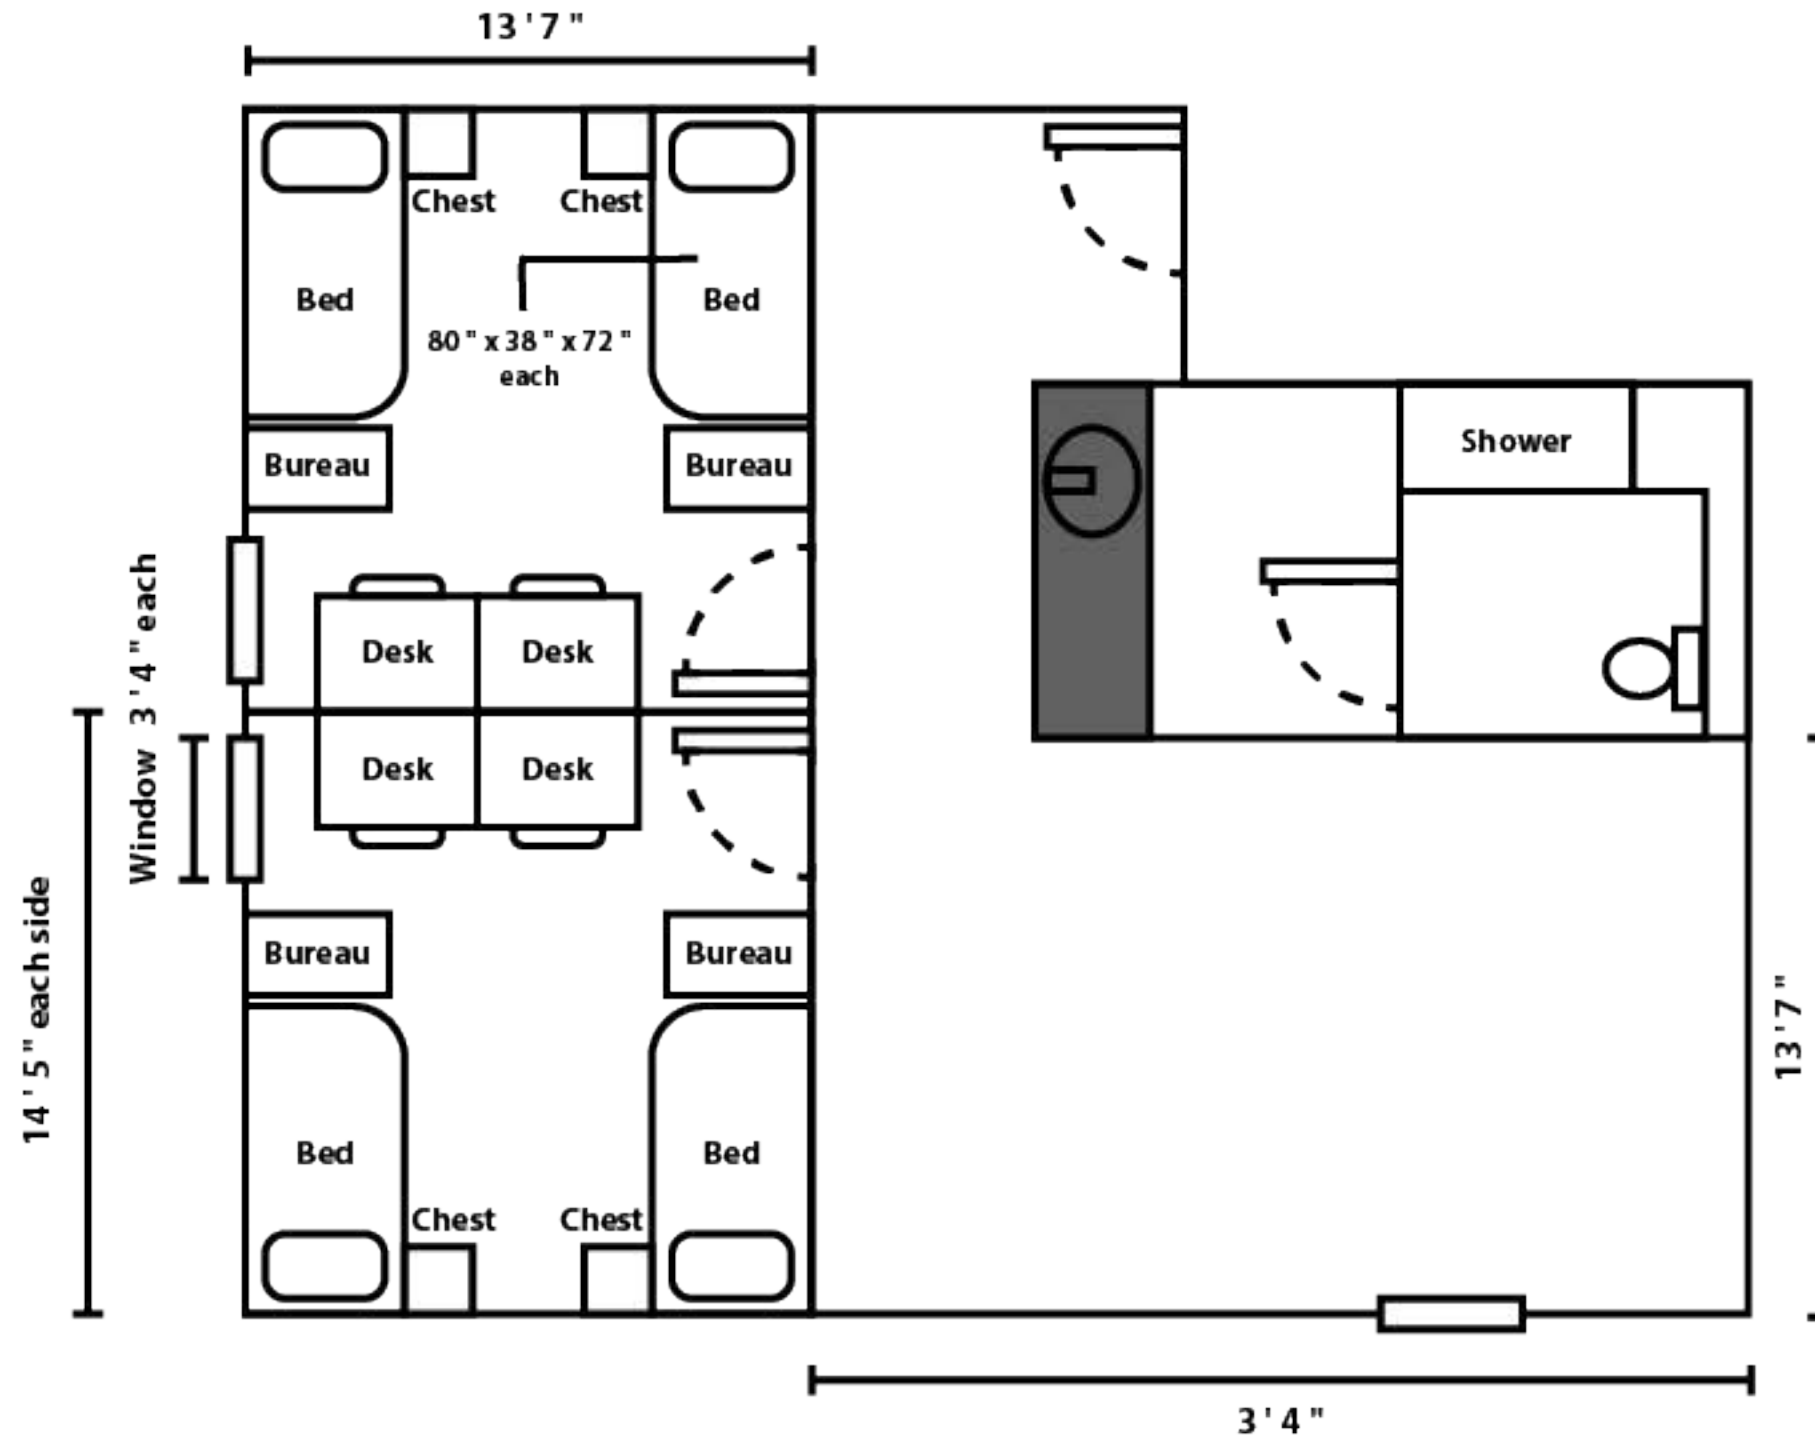 13'7"
Chest
Chest
Bed
Bed
80" x 38" x 72"
each
Bureau
Bureau
Shower
Window 3'4" each
Desk
Desk
Desk
Desk
14'5" each side
Bureau
Bureau
13'7"
Bed
Bed
Chest
Chest
3'4"